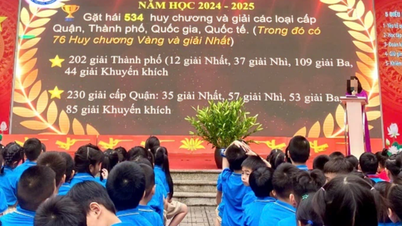 NĂM HỌC 2024 - 2025
Gặt hái 534 huy chương và giải các loại cấp
Quận, Thành phố, Quốc gia, Quốc tế. (Trong đó có
76 Huy chương Vàng và giải Nhất)
★ 202 giải Thành phố (12 giải Nhất, 37 giải Nhì, 109 giải Ba,
44 giải Khuyến khích
★ 230 giải cấp Quận: 35 giải Nhất, 57 giải Nhì, 53 giải Ba,
85 giải Khuyến khích
5 ĐIỀU